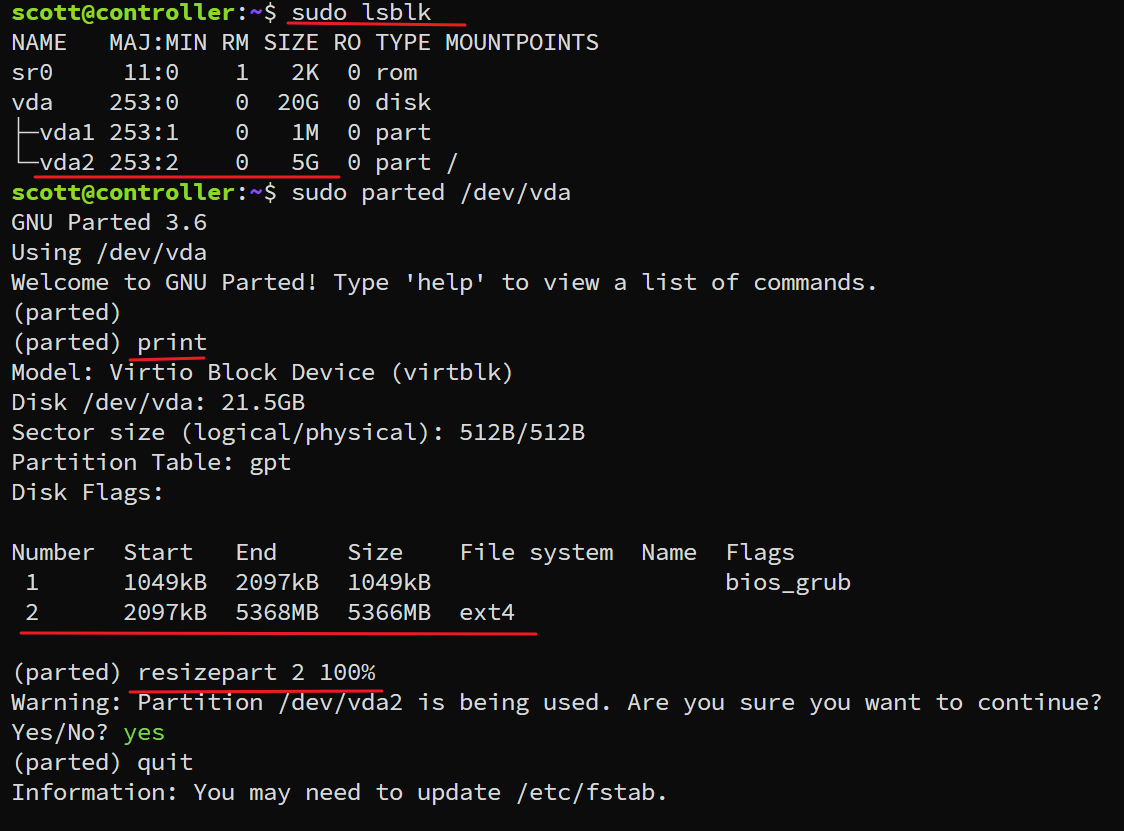 scott@controller:~$ sudo lsblk
NAME   MAJ:MIN RM SIZE RO TYPE MOUNTPOINTS
sr0     11:0    1   2K  0 rom
vda    253:0    0  20G  0 disk
├─vda1 253:1    0   1M  0 part
└─vda2 253:2    0   5G  0 part /
scott@controller:~$ sudo parted /dev/vda
GNU Parted 3.6
Using /dev/vda
Welcome to GNU Parted! Type 'help' to view a list of commands.
(parted)
(parted) print
Model: Virtio Block Device (virtblk)
Disk /dev/vda: 21.5GB
Sector size (logical/physical): 512B/512B
Partition Table: gpt
Disk Flags:

Number  Start   End     Size    File system  Name  Flags
 1      1049kB  2097kB  1049kB                     bios_grub
 2      2097kB  5368MB  5366MB  ext4

(parted) resizepart 2 100%
Warning: Partition /dev/vda2 is being used. Are you sure you want to continue?
Yes/No? yes
(parted) quit
Information: You may need to update /etc/fstab.